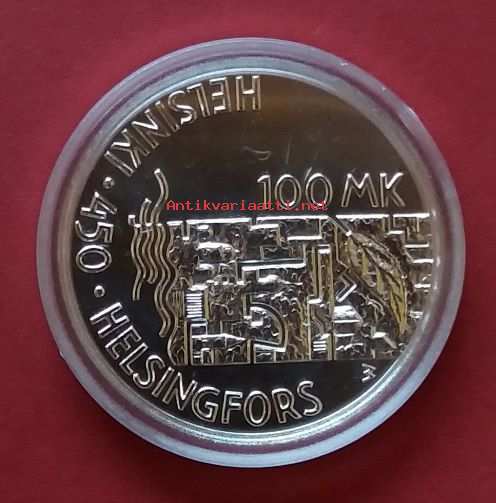 HELSINKI • 450 • HELSINGFORS
100 MK
Antikvariaatti.net